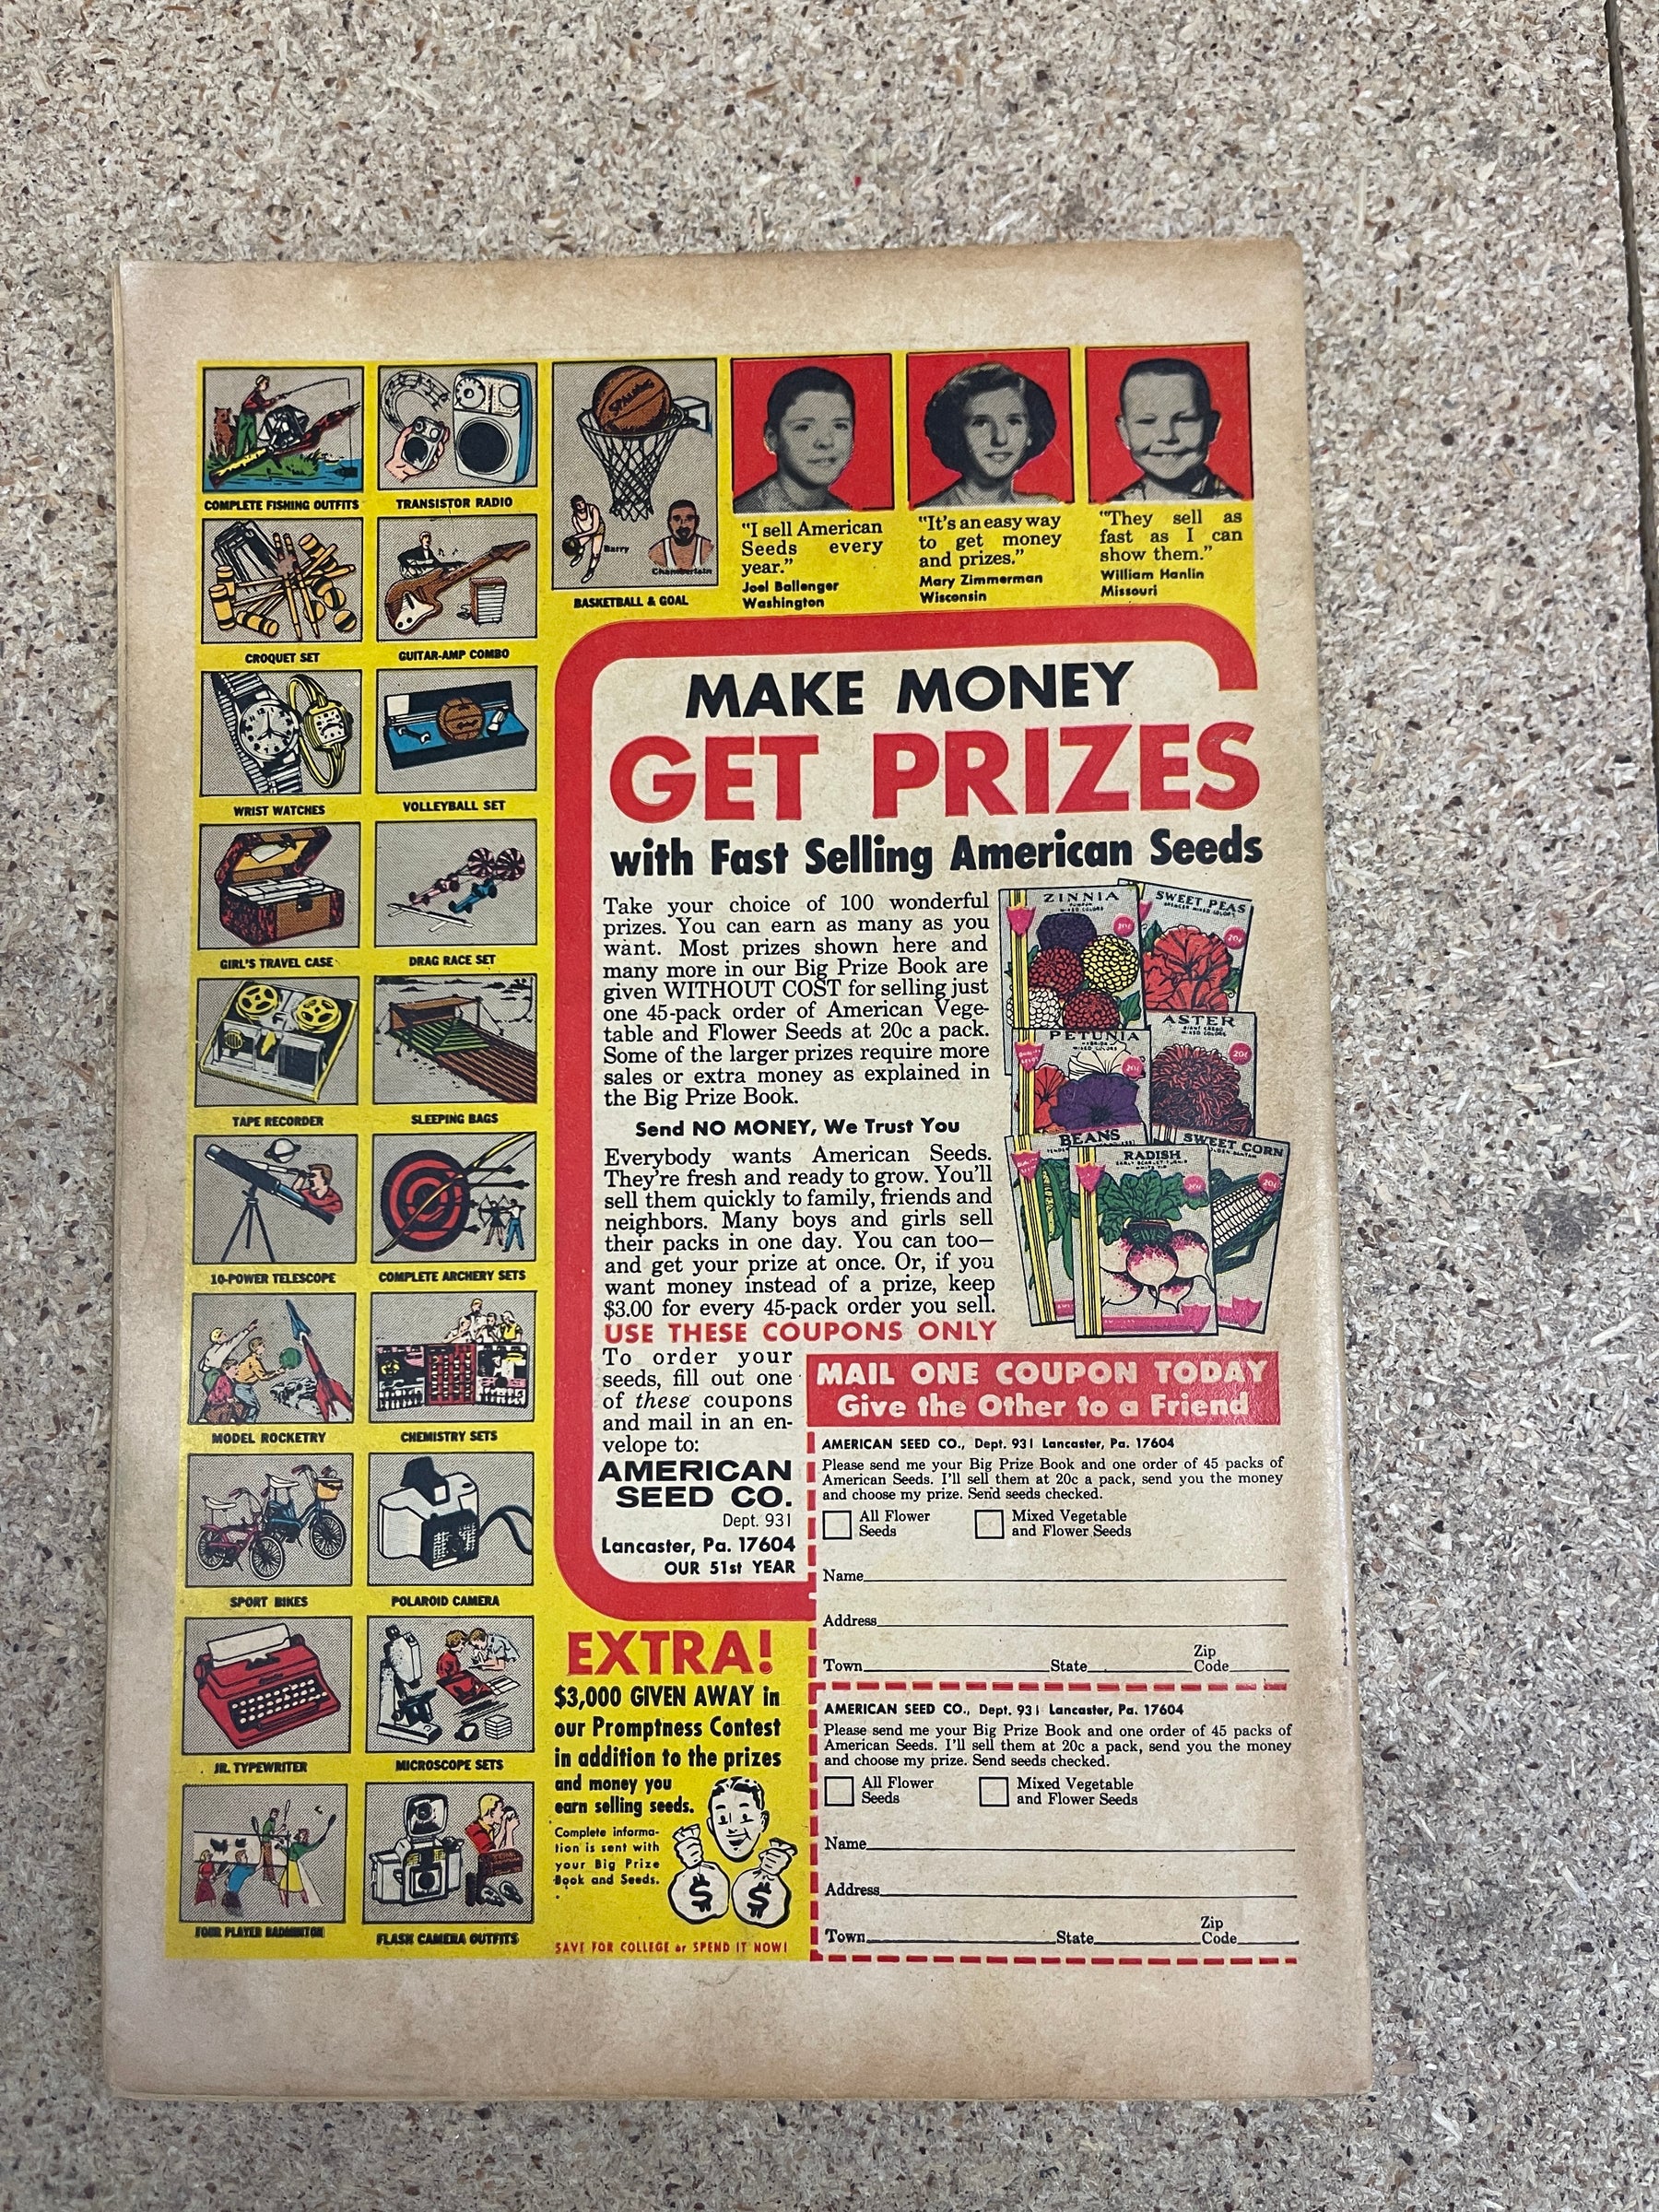 COMPLETE FISHING OUTFITS
TRANSISTOR RADIO
SPALDING
Barry
Chamberlain
BASKETBALL & GOAL
"I sell American
Seeds every
year."
Joel Ballenger
Washington
"It's an easy way
to get money
and prizes."
Mary Zimmerman
Wisconsin
"They sell as
fast as I can
show them."
William Hanlin
Missouri
CROQUET SET
GUITAR-AMP COMBO
WRIST WATCHES
VOLLEYBALL SET
GIRL'S TRAVEL CASE
DRAG RACE SET
TAPE RECORDER
SLEEPING BAGS
10-POWER TELESCOPE
COMPLETE ARCHERY SETS
MODEL ROCKETRY
CHEMISTRY SETS
SPORT BIKES
POLAROID CAMERA
JR. TYPEWRITER
MICROSCOPE SETS
FOUR PLAYER BADMINTON
FLASH CAMERA OUTFITS
MAKE MONEY
GET PRIZES
with Fast Selling American Seeds
Take your choice of 100 wonderful
prizes. You can earn as many as you
want. Most prizes shown here and
many more in our Big Prize Book are
given WITHOUT COST for selling just
one 45-pack order of American Vege-
table and Flower Seeds at 20c a pack.
Some of the larger prizes require more
sales or extra money as explained in
the Big Prize Book.
Send NO MONEY, We Trust You
Everybody wants American Seeds.
They're fresh and ready to grow. You'll
sell them quickly to family, friends and
neighbors. Many boys and girls sell
their packs in one day. You can too—
and get your prize at once. Or, if you
want money instead of a prize, keep
$3.00 for every 45-pack order you sell.
USE THESE COUPONS ONLY
To order your
seeds, fill out one
of these coupons
and mail in an en-
velope to:
AMERICAN
SEED CO.
Dept. 931
Lancaster, Pa. 17604
OUR 51st YEAR
ZINNIA
MIXED COLORS
20¢
SWEET PEAS
SPENCER MIXED COLORS
20¢
PETUNIA
MIXED COLORS
20¢
ASTER
MIXED COLORS
20¢
BEANS
RADISH
20¢
SWEET CORN
20¢
EXTRA!
$3,000 GIVEN AWAY in
our Promptness Contest
in addition to the prizes
and money you
earn selling seeds.
Complete informa-
tion is sent with
your Big Prize
Book and Seeds.
$ $
SAVE FOR COLLEGE or SPEND IT NOW!
MAIL ONE COUPON TODAY
Give the Other to a Friend
AMERICAN SEED CO., Dept. 931 Lancaster, Pa. 17604
Please send me your Big Prize Book and one order of 45 packs of
American Seeds. I'll sell them at 20c a pack, send you the money
and choose my prize. Send seeds checked.
All Flower
Seeds
Mixed Vegetable
and Flower Seeds
Name
Address
Town State Zip Code
AMERICAN SEED CO., Dept. 931 Lancaster, Pa. 17604
Please send me your Big Prize Book and one order of 45 packs of
American Seeds. I'll sell them at 20c a pack, send you the money
and choose my prize. Send seeds checked.
All Flower
Seeds
Mixed Vegetable
and Flower Seeds
Name
Address
Town State Zip Code